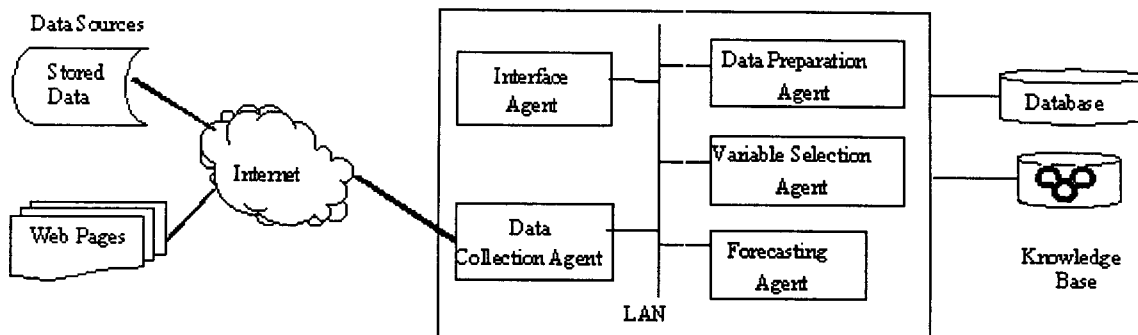 Data Sources
Stored
Data
Web Pages
Internet
Interface
Agent
Data
Collection Agent
LAN
Data Preparation
Agent
Variable Selection
Agent
Forecasting
Agent
Database
Knowledge
Base